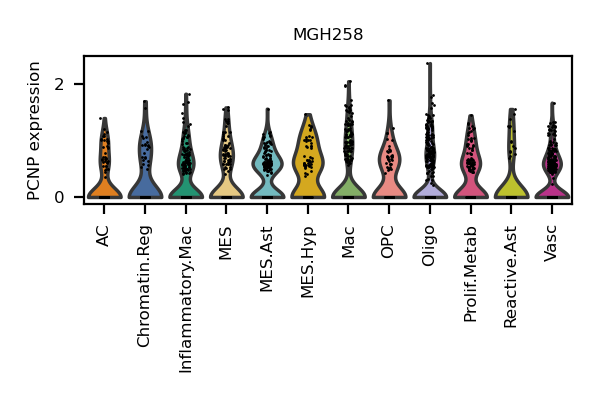 MGH258
PCNP expression
2
0
AC
Chromatin.Reg
Inflammatory.Mac
MES
MES.Ast
MES.Hyp
Mac
OPC
Oligo
Prolif.Metab
Reactive.Ast
Vasc